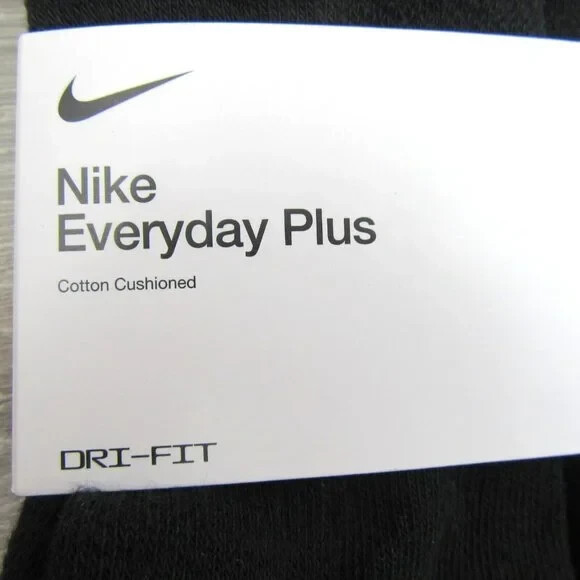 Nike
Everyday Plus
Cotton Cushioned
DRI-FIT